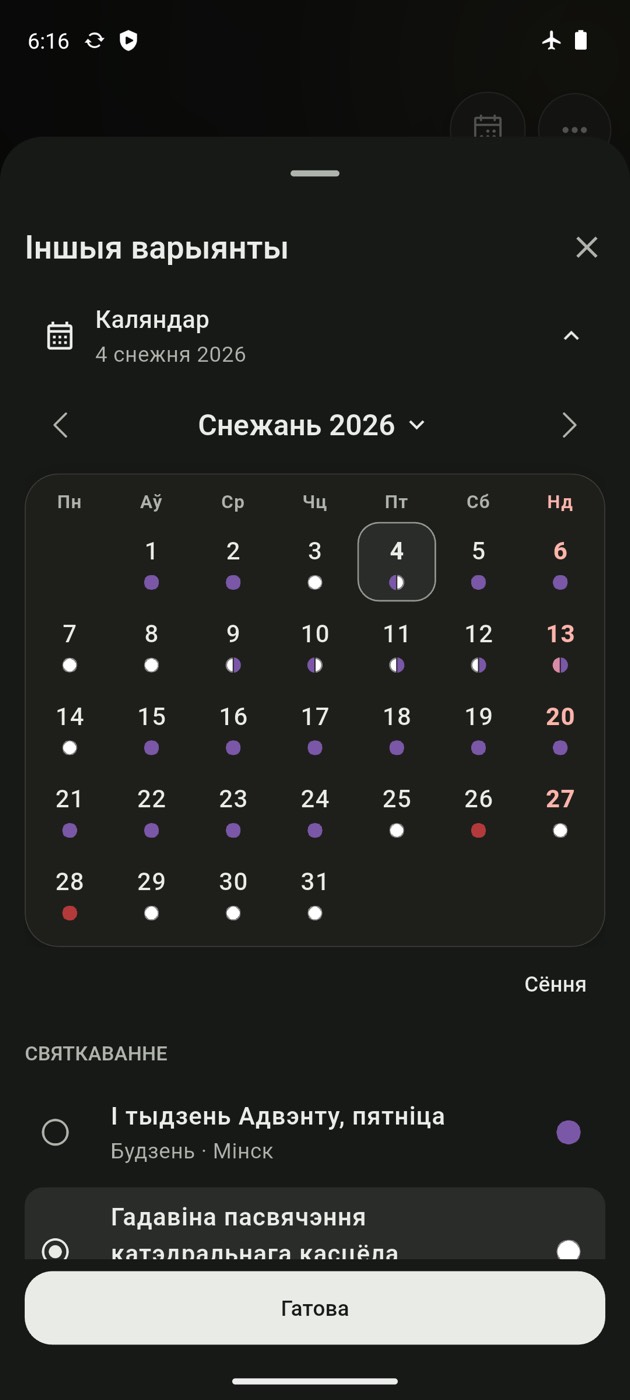 6:16
Іншыя варыянты
Каляндар
4 снежня 2026
Снежань 2026
Пн Аў Ср Чц Пт Сб Нд
1 2 3 4 5 6
7 8 9 10 11 12 13
14 15 16 17 18 19 20
21 22 23 24 25 26 27
28 29 30 31
Сёння
СВЯТКАВАННЕ
І тыдзень Адвэнту, пятніца
Будзень · Мінск
Гадавіна пасвячэння
катэдральнага касцёла
Гатова